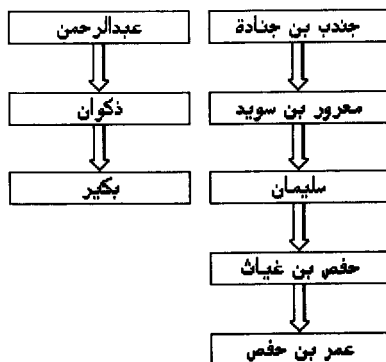 جندب بن جنادة
عبدالرحمن
معرور بن سويد
ذكوان
سليمان
بكير
حفص بن غياث
عمر بن حفص